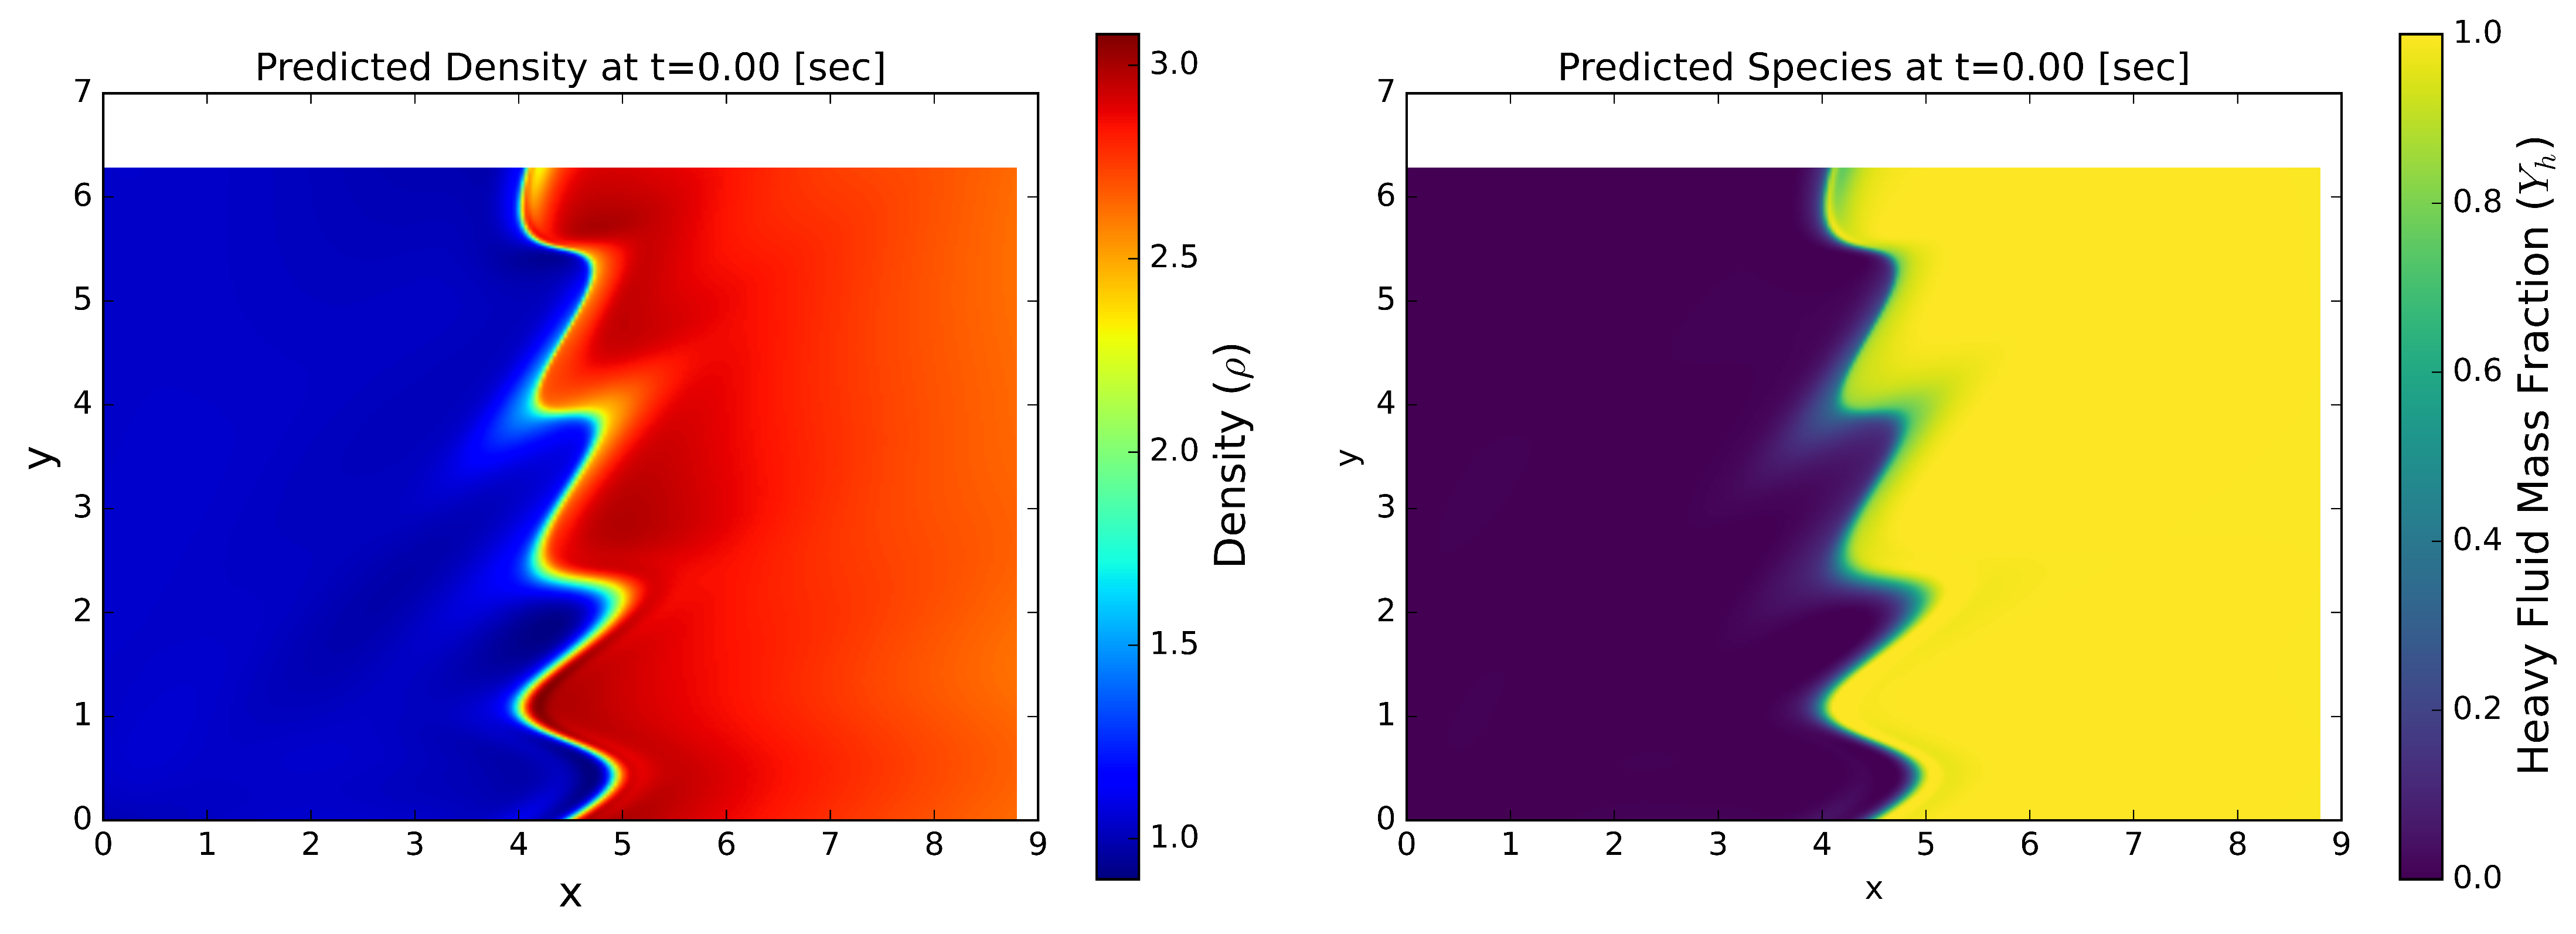 Predicted Density at t=0.00 [sec]
7
6
5
4
3
2
1
0
y
0 1 2 3 4 5 6 7 8 9
x
3.0
2.5
2.0
1.5
1.0
Density (ρ)
Predicted Species at t=0.00 [sec]
7
6
5
4
3
2
1
0
y
0 1 2 3 4 5 6 7 8 9
x
1.0
0.8
0.6
0.4
0.2
0.0
Heavy Fluid Mass Fraction (Y_h)